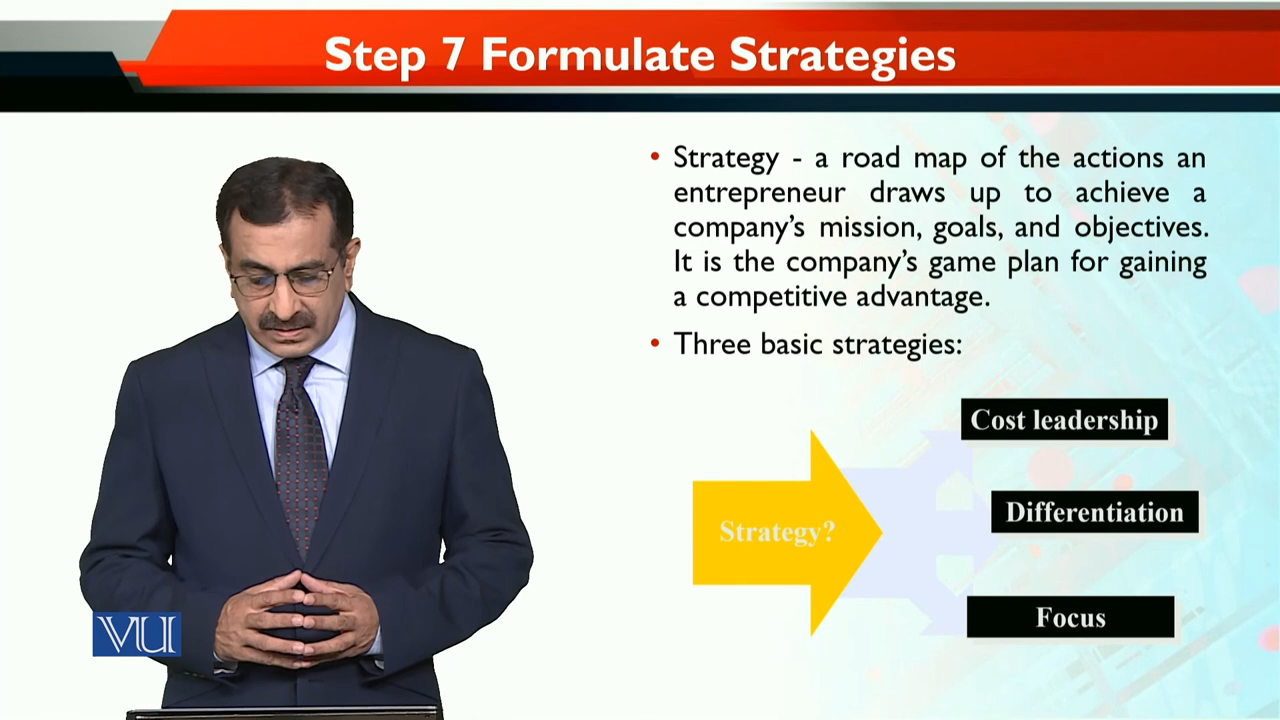 Step 7 Formulate Strategies
• Strategy - a road map of the actions an
entrepreneur draws up to achieve a
company's mission, goals, and objectives.
It is the company's game plan for gaining
a competitive advantage.
• Three basic strategies:
Cost leadership
Strategy?
Differentiation
Focus
VU